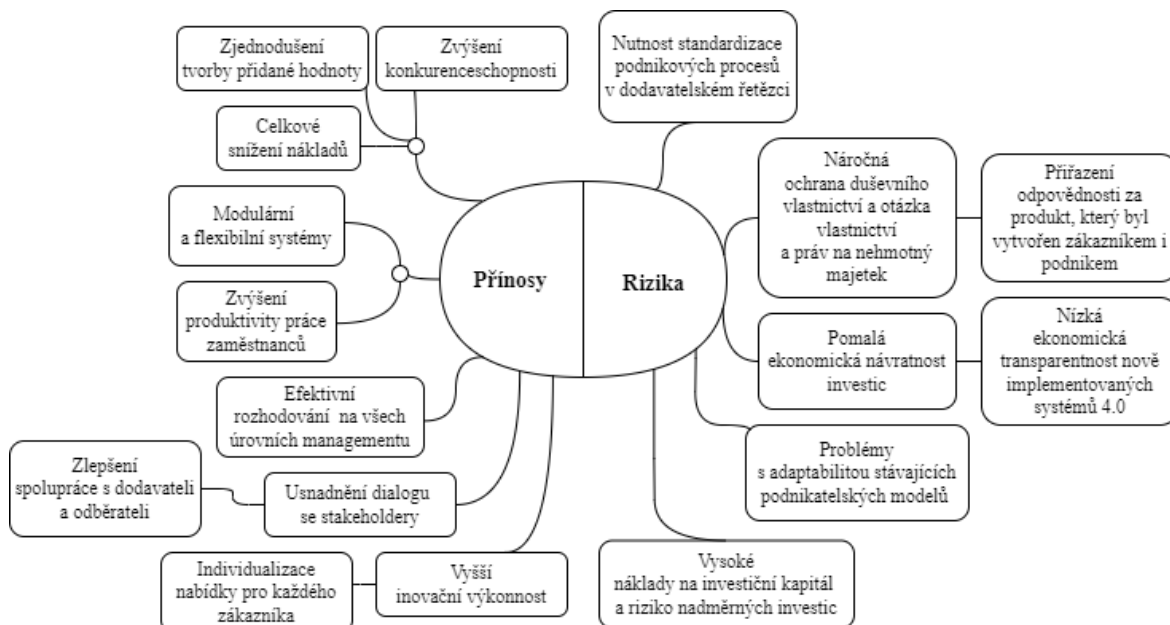 Zjednodušení
tvorby přidané hodnoty
Zvýšení
konkurenceschopnosti
Celkové
snížení nákladů
Modulární
a flexibilní systémy
Zvýšení
produktivity práce
zaměstnanců
Efektivní
rozhodování na všech
úrovních managementu
Zlepšení
spolupráce s dodavateli
a odběrateli
Usnadnění dialogu
se stakeholdery
Individualizace
nabídky pro každého
zákazníka
Vyšší
inovační výkonnost
Přínosy
Rizika
Nutnost standardizace
podnikových procesů
v dodavatelském řetězci
Náročná
ochrana duševního
vlastnictví a otázka
vlastnictví
a práv na nehmotný
majetek
Přiřazení
odpovědnosti za
produkt, který byl
vytvořen zákazníkem i
podnikem
Pomalá
ekonomická návratnost
investic
Nízká
ekonomická
transparentnost nově
implementovaných
systémů 4.0
Problémy
s adaptabilitou stávajících
podnikatelských modelů
Vysoké
náklady na investiční kapitál
a riziko nadměrných investic